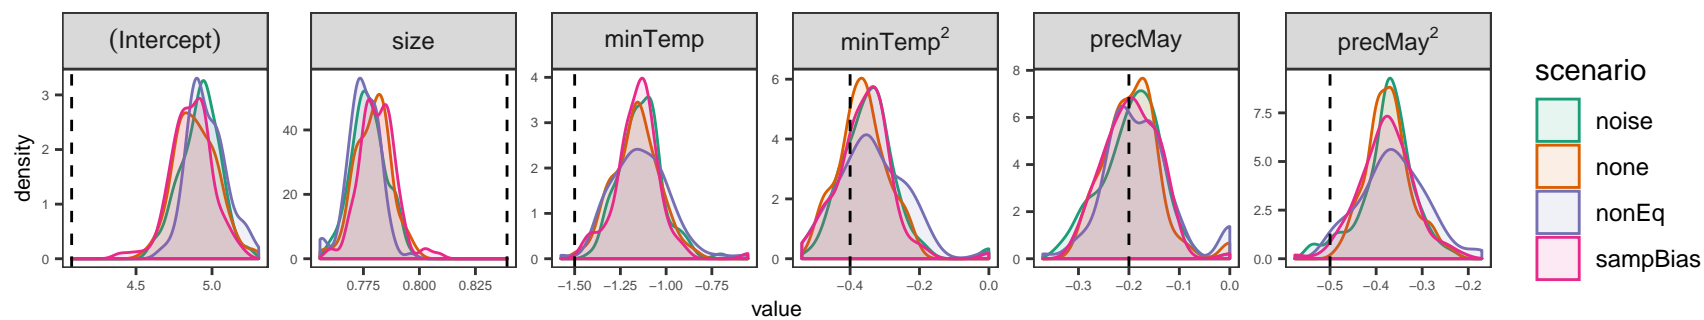 (Intercept) size minTemp minTemp² precMay precMay²
scenario
noise
none
nonEq
sampBias
density
3
2
1
0
40
20
0
4
3
2
1
0
6
4
2
0
8
6
4
2
0
7.5
5.0
2.5
0.0
4.5 5.0 0.775 0.800 0.825 −1.50 −1.25 −1.00 −0.75 −0.4 −0.2 0.0 −0.3 −0.2 −0.1 0.0 −0.5 −0.4 −0.3 −0.2
value